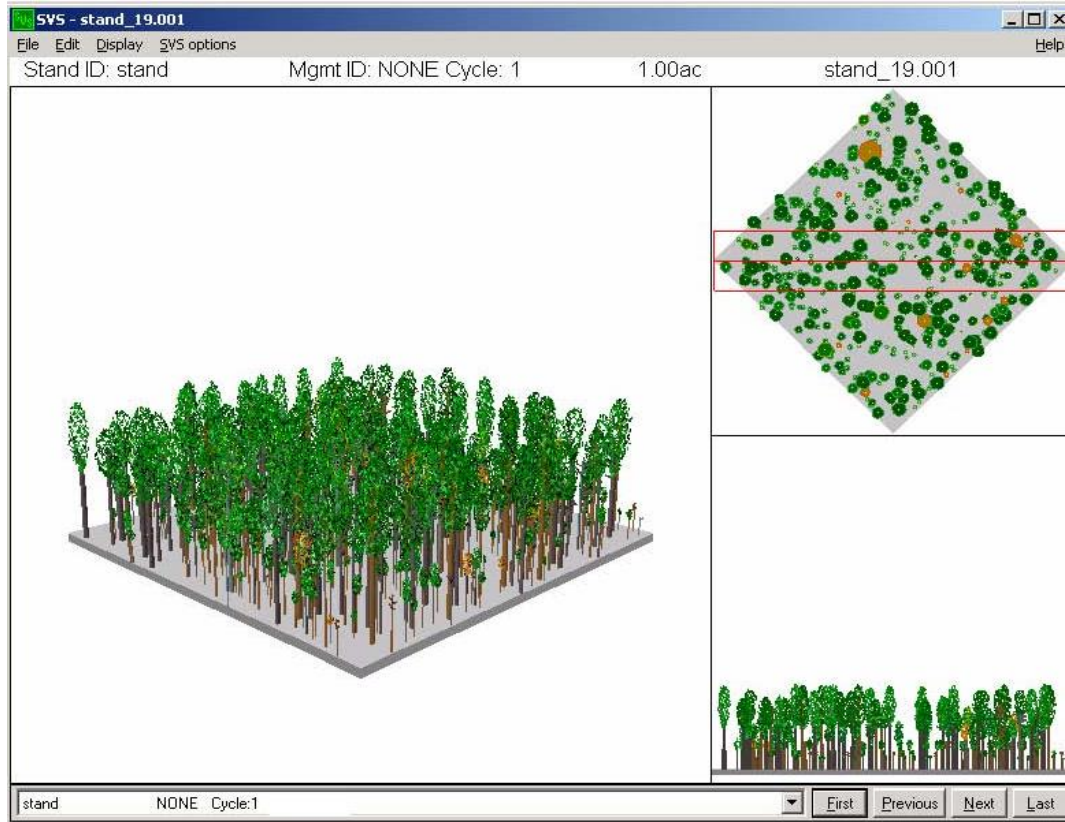 SVS - stand_19.001
File Edit Display SVS options Help
Stand ID: stand Mgmt ID: NONE Cycle: 1 1.00ac stand_19.001
stand NONE Cycle:1 First Previous Next Last